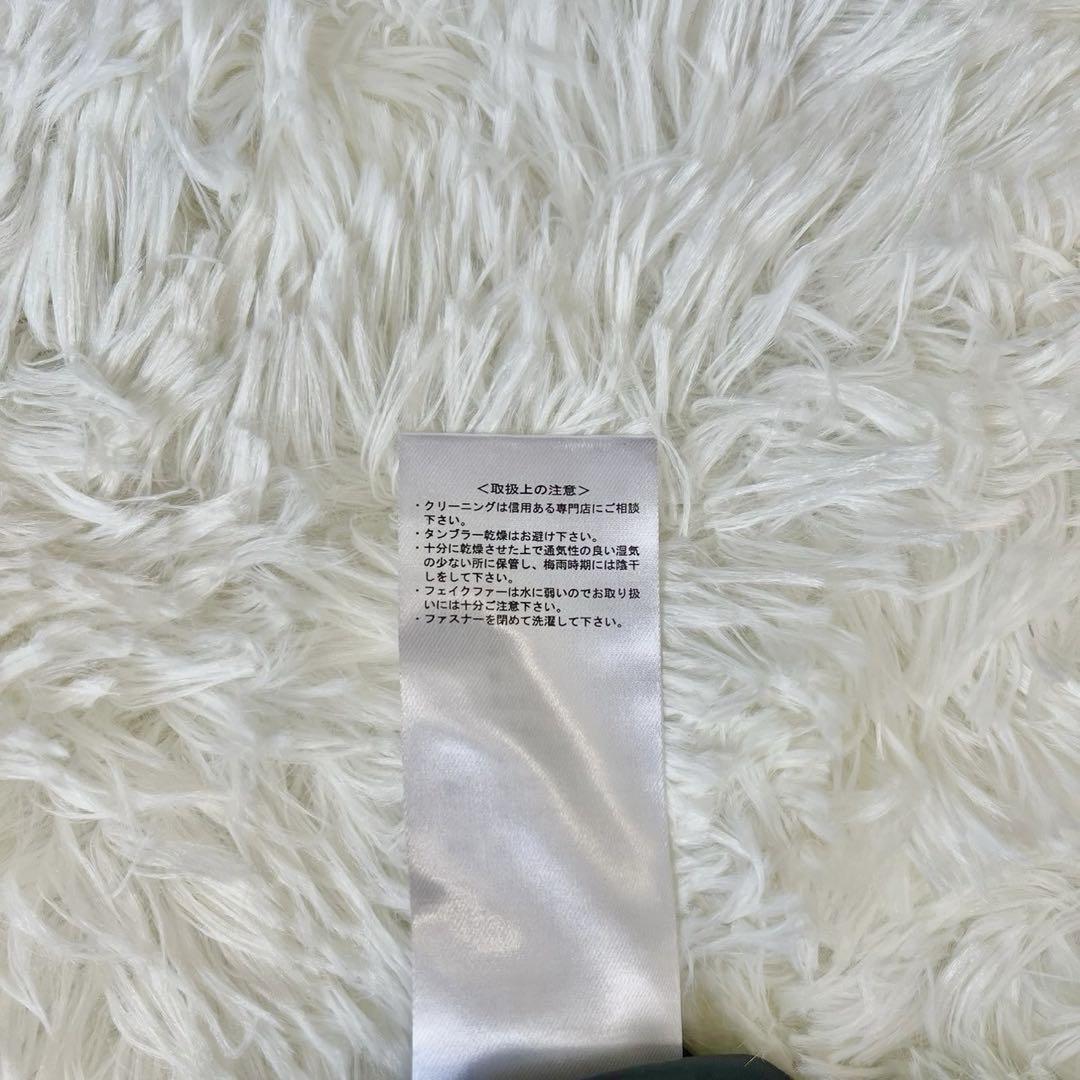 <取扱上の注意>
・クリーニングは信用ある専門店にご相談
下さい。
・タンブラー乾燥はお避け下さい。
・十分に乾燥させた上で通気性の良い湿気
の少ない所に保管し、梅雨時期には陰干
しをして下さい。
・フェイクファーは水に弱いのでお取り扱
いには十分ご注意下さい。
・ファスナーを閉めて洗濯して下さい。